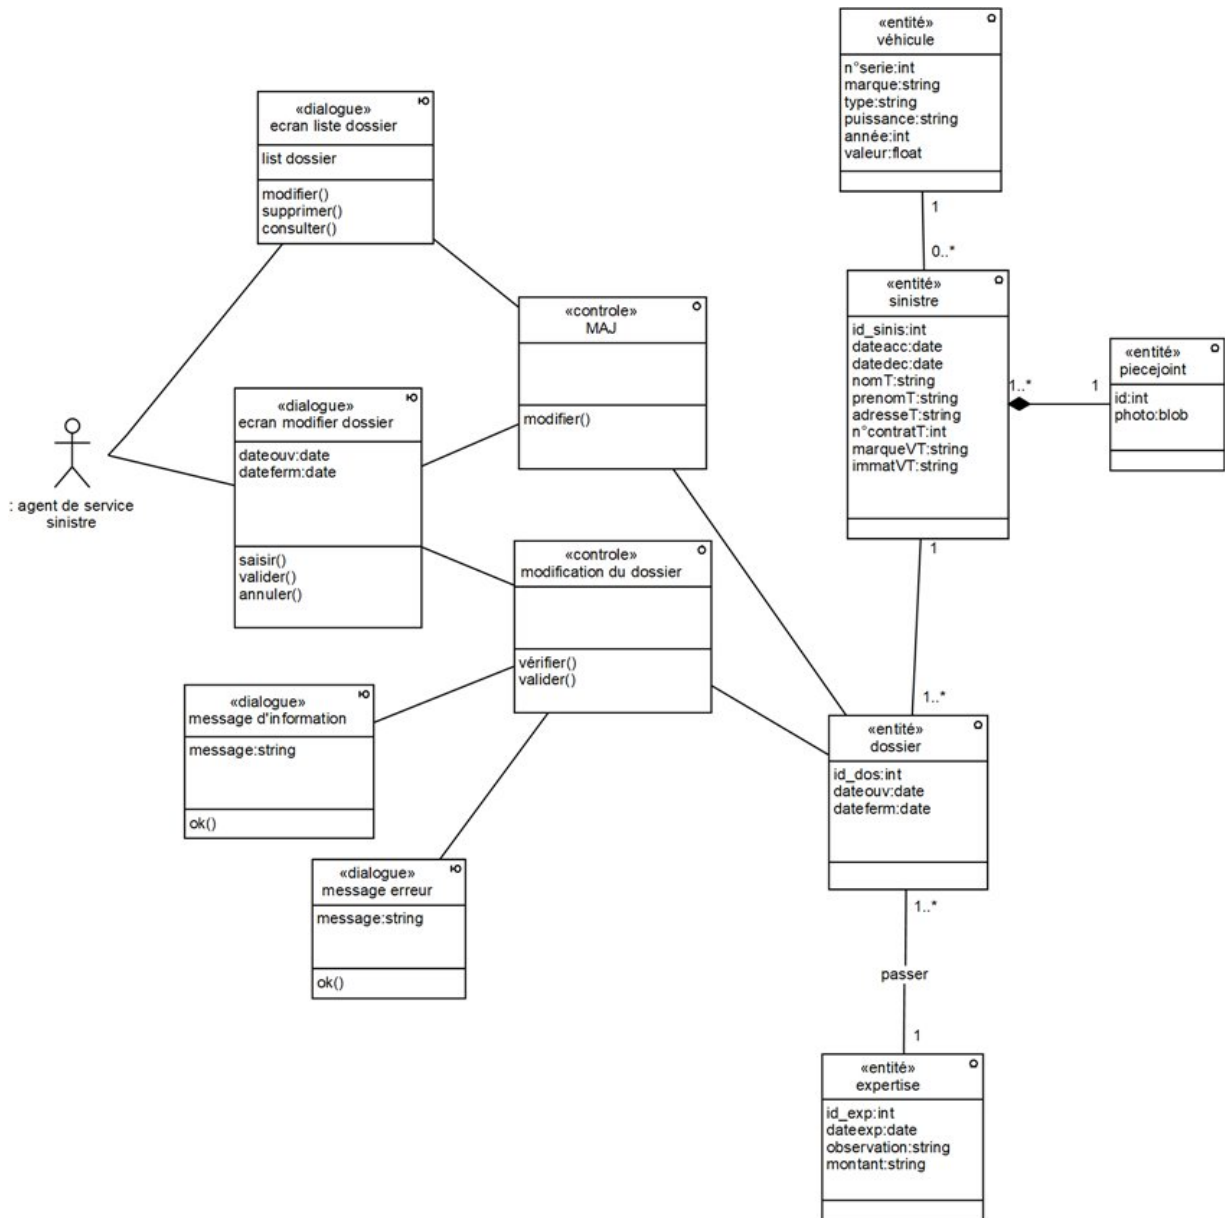 «entité»
véhicule
n°serie:int
marque:string
type:string
puissance:string
année:int
valeur:float
1
0..*
«dialogue»
ecran liste dossier
list dossier
modifier()
supprimer()
consulter()
«controle»
MAJ
modifier()
«entité»
sinistre
id_sinis:int
dateacc:date
datedec:date
nomT:string
prenomT:string
adresseT:string
n°contratT:int
marqueVT:string
immatVT:string
1..*
1
«entité»
piecejoint
id:int
photo:blob
«dialogue»
ecran modifier dossier
dateouv:date
dateferm:date
saisir()
valider()
annuler()
: agent de service
sinistre
«controle»
modification du dossier
vérifier()
valider()
1
1..*
«dialogue»
message d'information
message:string
ok()
«dialogue»
message erreur
message:string
ok()
«entité»
dossier
id_dos:int
dateouv:date
dateferm:date
1..*
passer
1
«entité»
expertise
id_exp:int
dateexp:date
observation:string
montant:string